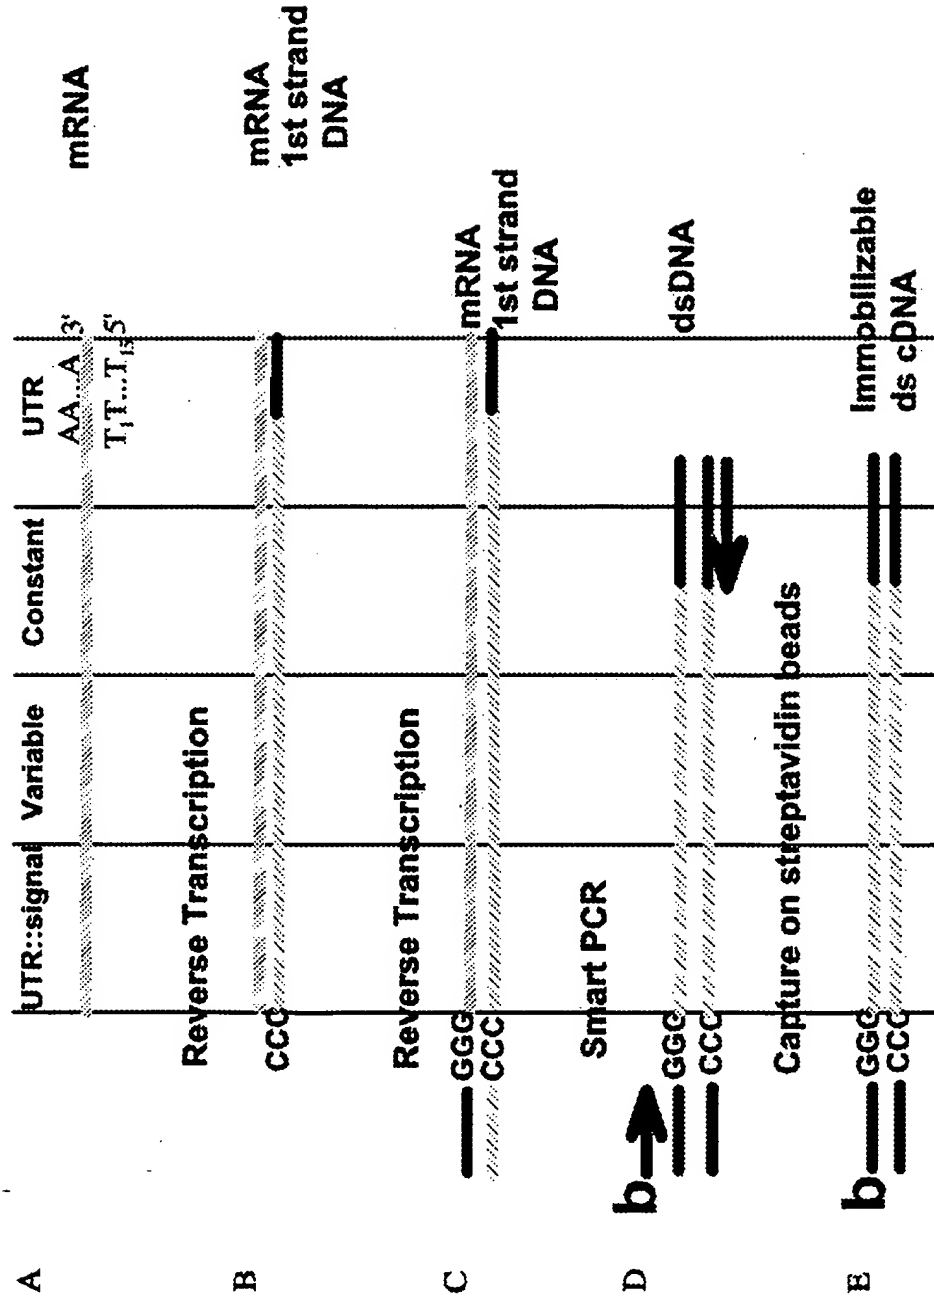 A
UTR::signal Variable Constant UTR
AA...A 3'
mRNA
T₁T...T₁₅ 5'
Reverse Transcription
B
CCC
mRNA
1st strand
DNA
Reverse Transcription
C
GGG
CCC
mRNA
1st strand
DNA
Smart PCR
D
b
GGG
CCC
dsDNA
Capture on streptavidin beads
E
b
GGG
CCC
Immobilizable
ds cDNA